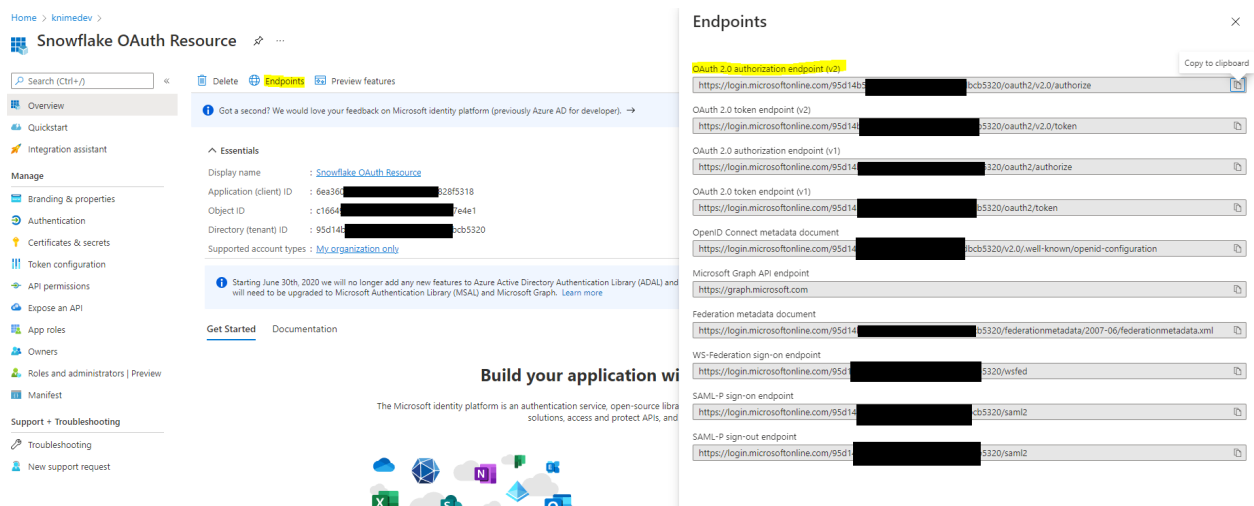 Home > knimedev >
Snowflake OAuth Resource
Search (Ctrl+/)
Overview
Quickstart
Integration assistant
Manage
Branding & properties
Authentication
Certificates & secrets
Token configuration
API permissions
Expose an API
App roles
Owners
Roles and administrators | Preview
Manifest
Support + Troubleshooting
Troubleshooting
New support request
Delete Endpoints Preview features
Got a second? We would love your feedback on Microsoft identity platform (previously Azure AD for developer). →
Essentials
Display name : Snowflake OAuth Resource
Application (client) ID : 6ea360 828f5318
Object ID : c1664 7e4e1
Directory (tenant) ID : 95d14b bcb5320
Supported account types : My organization only
Starting June 30th, 2020 we will no longer add any new features to Azure Active Directory Authentication Library (ADAL) and
will need to be upgraded to Microsoft Authentication Library (MSAL) and Microsoft Graph. Learn more
Get Started Documentation
Build your application wi
The Microsoft identity platform is an authentication service, open-source libra
solutions, access and protect APIs, and
Endpoints
Copy to clipboard
OAuth 2.0 authorization endpoint (v2)
https://login.microsoftonline.com/95d14b5 dbcb5320/oauth2/v2.0/authorize
OAuth 2.0 token endpoint (v2)
https://login.microsoftonline.com/95d14b b5320/oauth2/v2.0/token
OAuth 2.0 authorization endpoint (v1)
https://login.microsoftonline.com/95d14 5320/oauth2/authorize
OAuth 2.0 token endpoint (v1)
https://login.microsoftonline.com/95d14 b5320/oauth2/token
OpenID Connect metadata document
https://login.microsoftonline.com/95d14 bcb5320/v2.0/.well-known/openid-configuration
Microsoft Graph API endpoint
https://graph.microsoft.com
Federation metadata document
https://login.microsoftonline.com/95d14 b5320/federationmetadata/2007-06/federationmetadata.xml
WS-Federation sign-on endpoint
https://login.microsoftonline.com/95d1 5320/wsfed
SAML-P sign-on endpoint
https://login.microsoftonline.com/95d14 cb5320/saml2
SAML-P sign-out endpoint
https://login.microsoftonline.com/95d1 5320/saml2